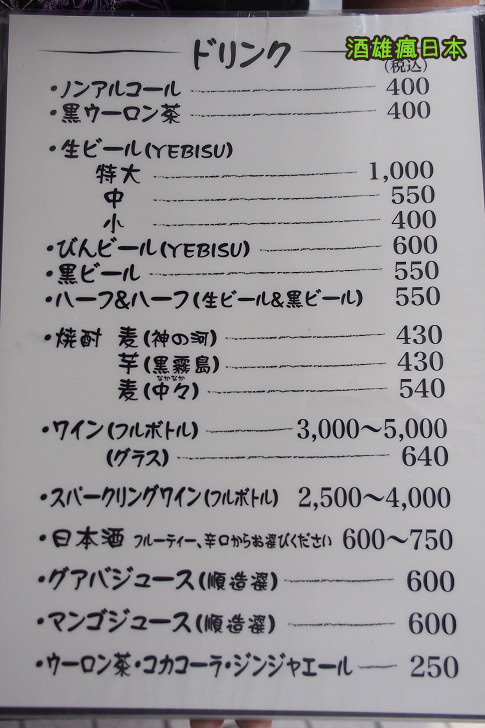 ドリンク
酒雄瘋日本
(税込)
・ノンアルコール 400
・黒ウーロン茶 400
・生ビール(YEBISU)
特大 1,000
中 550
小 400
・びんビール(YEBISU) 600
・黒ビール 550
・ハーフ&ハーフ(生ビール&黒ビール) 550
・焼酎 麦(神の河) 430
芋(黒霧島) 430
なかなか
麦(中々) 540
・ワイン(フルボトル) 3,000〜5,000
(グラス) 640
・スパークリングワイン(フルボトル) 2,500〜4,000
・日本酒 フルーティー、辛口からお選びください 600〜750
・グアバジュース(順造選) 600
・マンゴジュース(順造選) 600
・ウーロン茶・コカコーラ・ジンジャエール 250